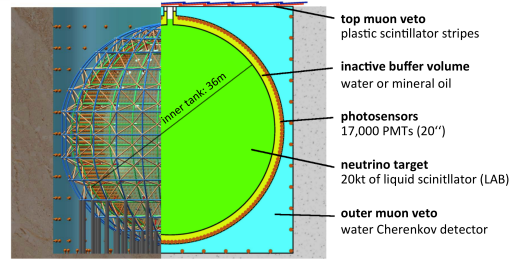 top muon veto
plastic scintillator stripes
inactive buffer volume
water or mineral oil
inner tank: 36m
photosensors
17,000 PMTs (20‘‘)
neutrino target
20kt of liquid scinitllator (LAB)
outer muon veto
water Cherenkov detector